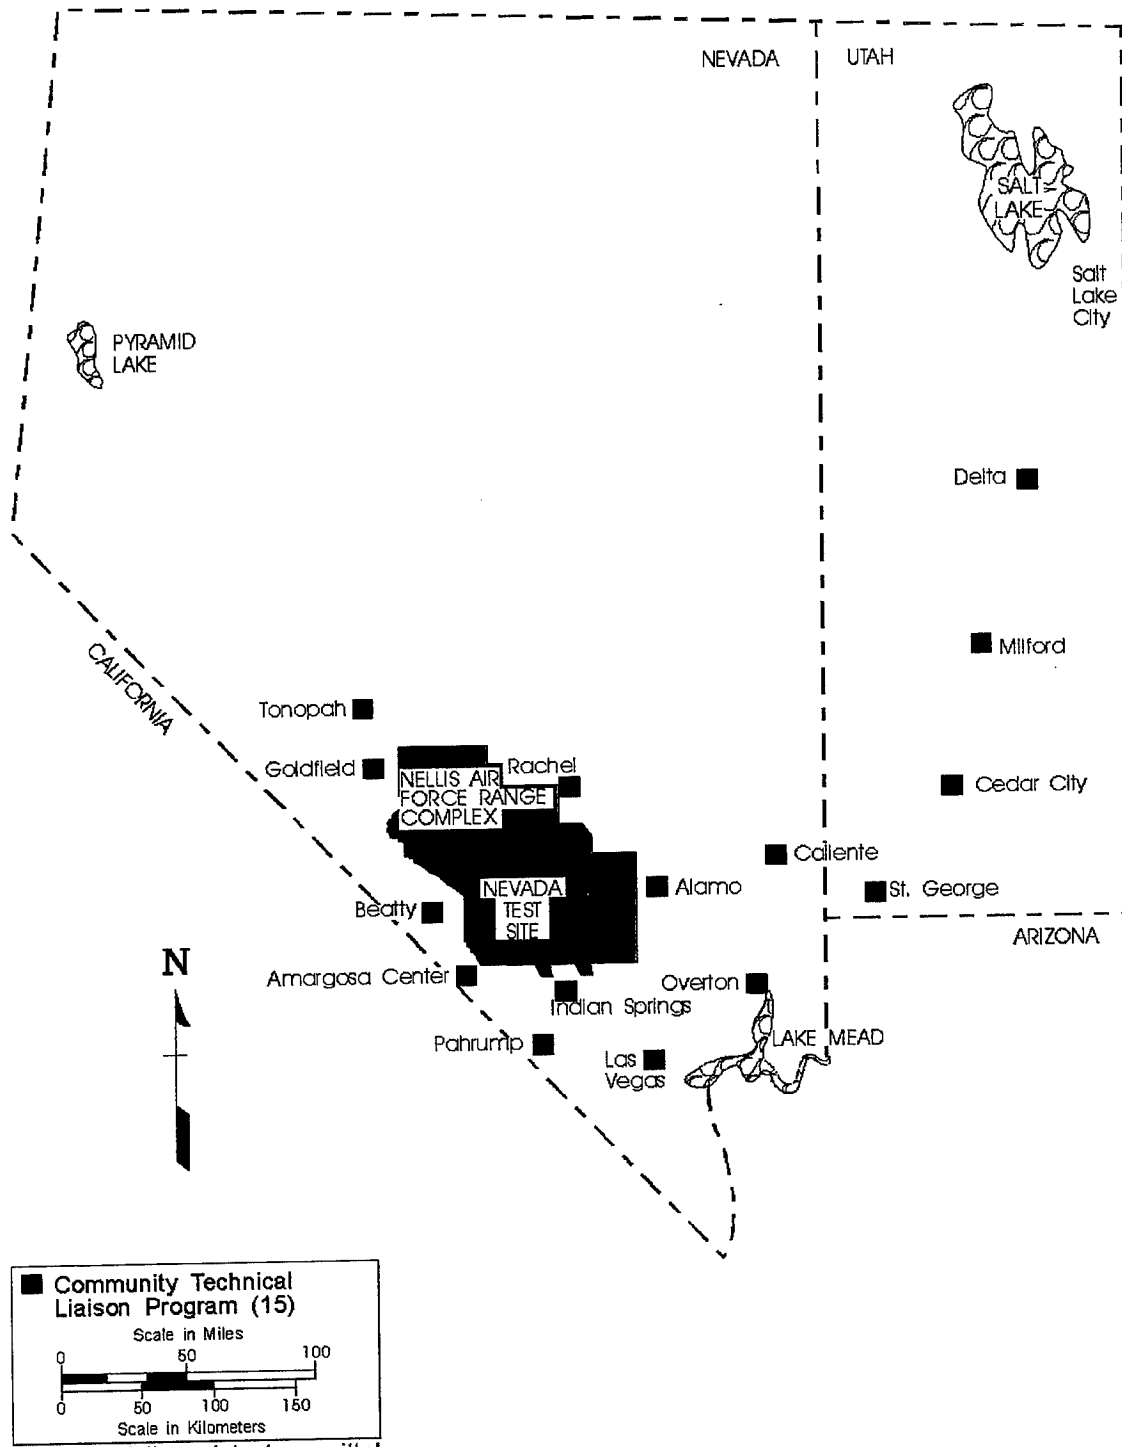 NEVADA
UTAH
SALT
LAKE
Salt
Lake
City
PYRAMID
LAKE
Delta
Milford
CALIFORNIA
Tonopah
Goldfield
Rachel
NELLIS AIR
FORCE RANGE
COMPLEX
Cedar City
Caliente
Alamo
St. George
NEVADA
TEST
SITE
Beatty
ARIZONA
N
Amargosa Center
Overton
Indian Springs
Pahrump
LAKE MEAD
Las
Vegas
Community Technical
Liaison Program (15)
Scale in Miles
0 50 100
0 50 100 150
Scale in Kilometers